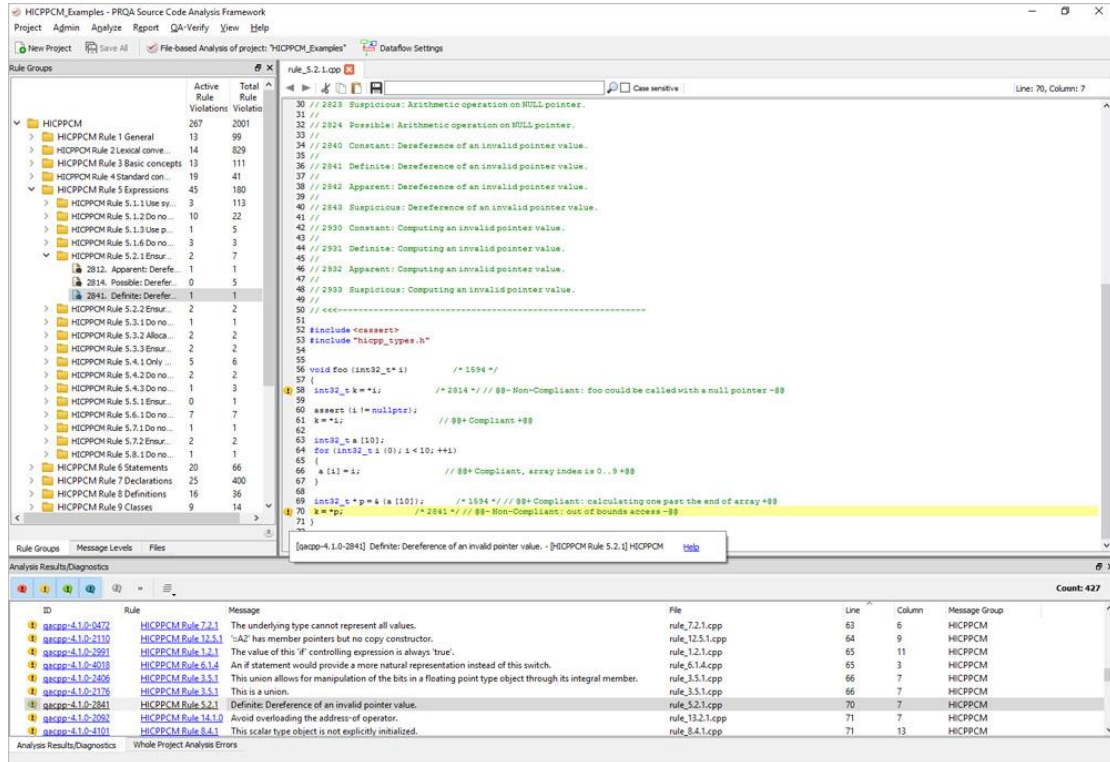 HICPPCM_Examples - PRQA Source Code Analysis Framework
Project Admin Analyze Report QA-Verify View Help
New Project Save All File-based Analysis of project: "HICPPCM_Examples" Dataflow Settings
Rule Groups
Active Rule Violations Total Rule Violatio
HICPPCM 267 2001
HICPPCM Rule 1 General 13 99
HICPPCM Rule 2 Lexical conve... 14 829
HICPPCM Rule 3 Basic concepts 13 111
HICPPCM Rule 4 Standard con... 19 41
HICPPCM Rule 5 Expressions 45 180
HICPPCM Rule 5.1.1 Use sy... 3 113
HICPPCM Rule 5.1.2 Do no... 10 22
HICPPCM Rule 5.1.3 Use p... 1 5
HICPPCM Rule 5.1.6 Do no... 3 3
HICPPCM Rule 5.2.1 Ensur... 2 7
2812. Apparent: Derefe... 1 1
2814. Possible: Derefer... 0 5
2841. Definite: Derefer... 1 1
HICPPCM Rule 5.2.2 Ensur... 2 2
HICPPCM Rule 5.3.1 Do no... 1 1
HICPPCM Rule 5.3.2 Alloca... 2 2
HICPPCM Rule 5.3.3 Ensur... 2 2
HICPPCM Rule 5.4.1 Only ... 5 6
HICPPCM Rule 5.4.2 Do no... 2 2
HICPPCM Rule 5.4.3 Do no... 1 3
HICPPCM Rule 5.5.1 Ensur... 0 1
HICPPCM Rule 5.6.1 Do no... 7 7
HICPPCM Rule 5.7.1 Do no... 1 1
HICPPCM Rule 5.7.2 Ensur... 2 2
HICPPCM Rule 5.8.1 Do no... 1 1
HICPPCM Rule 6 Statements 20 66
HICPPCM Rule 7 Declarations 25 400
HICPPCM Rule 8 Definitions 16 36
HICPPCM Rule 9 Classes 9 14
Rule Groups Message Levels Files
rule_5.2.1.cpp
Case sensitive Line: 70, Column: 7
30 // 2823 Suspicious: Arithmetic operation on NULL pointer.
31 //
32 // 2824 Possible: Arithmetic operation on NULL pointer.
33 //
34 // 2840 Constant: Dereference of an invalid pointer value.
35 //
36 // 2841 Definite: Dereference of an invalid pointer value.
37 //
38 // 2842 Apparent: Dereference of an invalid pointer value.
39 //
40 // 2843 Suspicious: Dereference of an invalid pointer value.
41 //
42 // 2930 Constant: Computing an invalid pointer value.
43 //
44 // 2931 Definite: Computing an invalid pointer value.
45 //
46 // 2932 Apparent: Computing an invalid pointer value.
47 //
48 // 2933 Suspicious: Computing an invalid pointer value.
49 //
50 // <<<------------------------------------------------------------
51
52 #include <cassert>
53 #include "hicpp_types.h"
54
55
56 void foo (int32_t* i) /* 1594 */
57 {
58 int32_t k = *i; /* 2814 */ // @@- Non-Compliant: foo could be called with a null pointer -@@
59
60 assert (i != nullptr);
61 k = *i; // @@+ Compliant +@@
62
63 int32_t a [10];
64 for (int32_t i (0); i < 10; ++i)
65 {
66 a [i] = i; // @@+ Compliant, array index is 0..9 +@@
67 }
68
69 int32_t * p = & (a [10]); /* 1594 */ // @@+ Compliant: calculating one past the end of array +@@
70 k = *p; /* 2841 */ // @@- Non-Compliant: out of bounds access -@@
71 }
[qacpp-4.1.0-2841] Definite: Dereference of an invalid pointer value. - [HICPPCM Rule 5.2.1] HICPPCM Help
Analysis Results/Diagnostics
Count: 427
ID Rule Message File Line Column Message Group
qacpp-4.1.0-0472 HICPPCM Rule 7.2.1 The underlying type cannot represent all values. rule_7.2.1.cpp 63 6 HICPPCM
qacpp-4.1.0-2110 HICPPCM Rule 12.5.1 '::A2' has member pointers but no copy constructor. rule_12.5.1.cpp 64 9 HICPPCM
qacpp-4.1.0-2991 HICPPCM Rule 1.2.1 The value of this 'if' controlling expression is always 'true'. rule_1.2.1.cpp 65 11 HICPPCM
qacpp-4.1.0-4018 HICPPCM Rule 6.1.4 An if statement would provide a more natural representation instead of this switch. rule_6.1.4.cpp 65 3 HICPPCM
qacpp-4.1.0-2406 HICPPCM Rule 3.5.1 This union allows for manipulation of the bits in a floating point type object through its integral member. rule_3.5.1.cpp 66 7 HICPPCM
qacpp-4.1.0-2176 HICPPCM Rule 3.5.1 This is a union. rule_3.5.1.cpp 66 7 HICPPCM
qacpp-4.1.0-2841 HICPPCM Rule 5.2.1 Definite: Dereference of an invalid pointer value. rule_5.2.1.cpp 70 7 HICPPCM
qacpp-4.1.0-2092 HICPPCM Rule 14.1.0 Avoid overloading the address-of operator. rule_13.2.1.cpp 71 7 HICPPCM
qacpp-4.1.0-4101 HICPPCM Rule 8.4.1 This scalar type object is not explicitly initialized. rule_8.4.1.cpp 71 13 HICPPCM
Analysis Results/Diagnostics Whole Project Analysis Errors